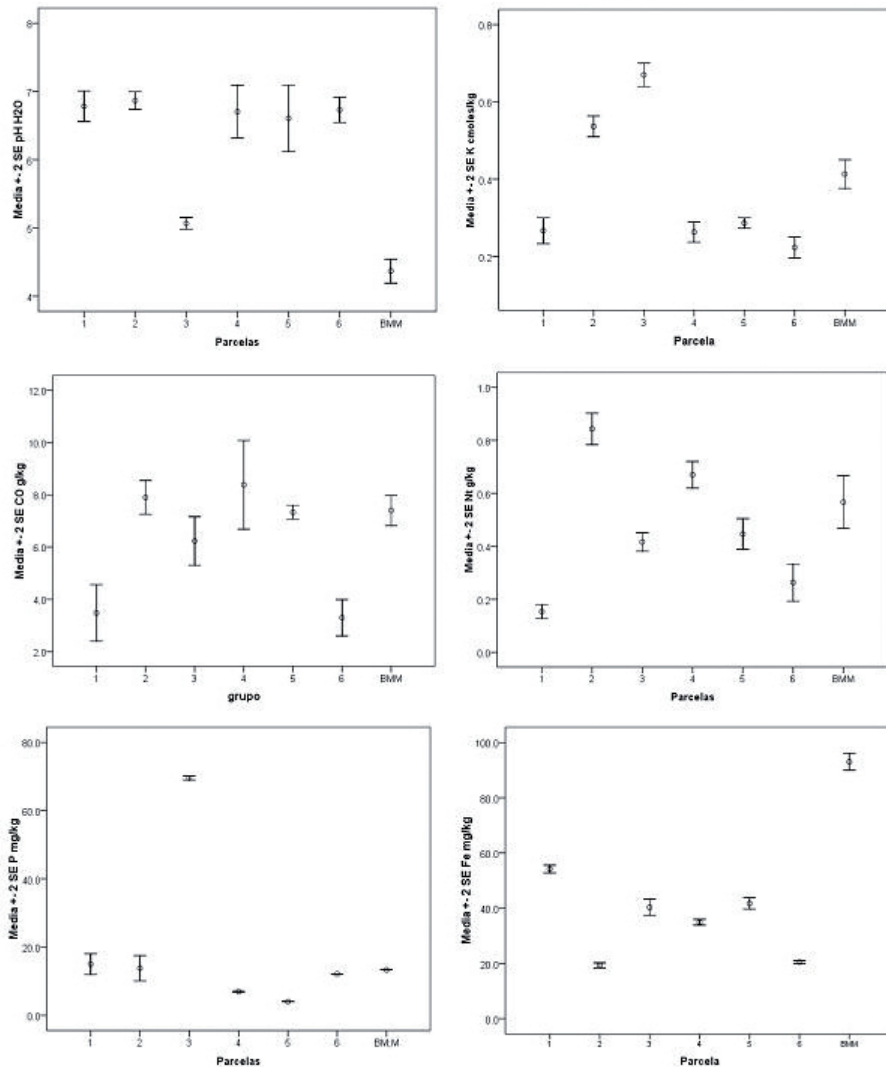 Media +- 2 SE pH H2O
8
7
6
5
4
1 2 3 4 5 6 BMM
Parcelas
Media +- 2 SE K cmoles/kg
0.8
0.6
0.4
0.2
1 2 3 4 5 6 BMM
Parcela
Media +- 2 SE CO g/kg
12.0
10.0
8.0
6.0
4.0
2.0
1 2 3 4 5 6 BMM
grupo
Media +- 2 SE Nt g/kg
1.0
0.8
0.6
0.4
0.2
0.0
1 2 3 4 5 6 BMM
Parcelas
Media +- 2 SE P mg/kg
80.0
60.0
40.0
20.0
0.0
1 2 3 4 5 6 BM.M
Parcelas
Media +- 2 SE Fe mg/kg
100.0
80.0
60.0
40.0
20.0
0.0
1 2 3 4 5 6 BMM
Parcela